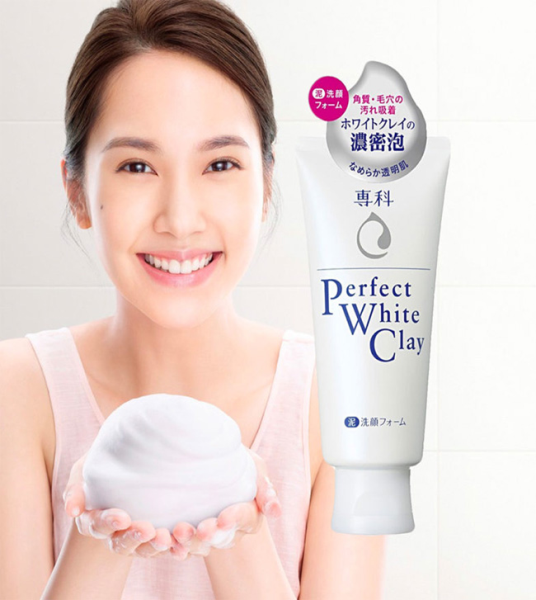 泥 洗顔
フォーム
角質・毛穴の
汚れ吸着
ホワイトクレイの
濃密泡
なめらか透明肌
専科
Perfect
White
Clay
泥 洗顔フォーム